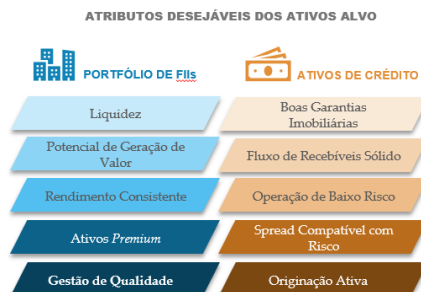 ATRIBUTOS DESEJÁVEIS DOS ATIVOS ALVO
PORTFÓLIO DE FIIs
ATIVOS DE CRÉDITO
Liquidez
Boas Garantias
Imobiliárias
Potencial de Geração de
Valor
Fluxo de Recebíveis Sólido
Rendimento Consistente
Operação de Baixo Risco
Ativos Premium
Spread Compatível com
Risco
Gestão de Qualidade
Originação Ativa